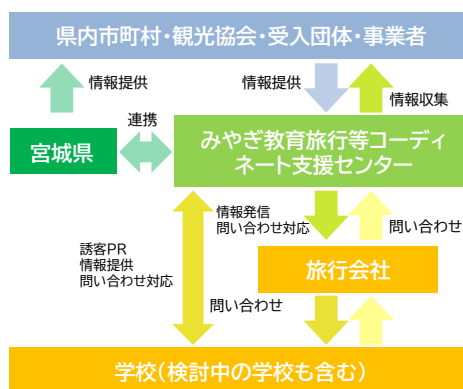 県内市町村・観光協会・受入団体・事業者
情報提供
情報提供
情報収集
連携
宮城県
みやぎ教育旅行等コーディ
ネート支援センター
情報発信
問い合わせ対応
問い合わせ
誘客PR
情報提供
問い合わせ対応
旅行会社
問い合わせ
学校(検討中の学校も含む)